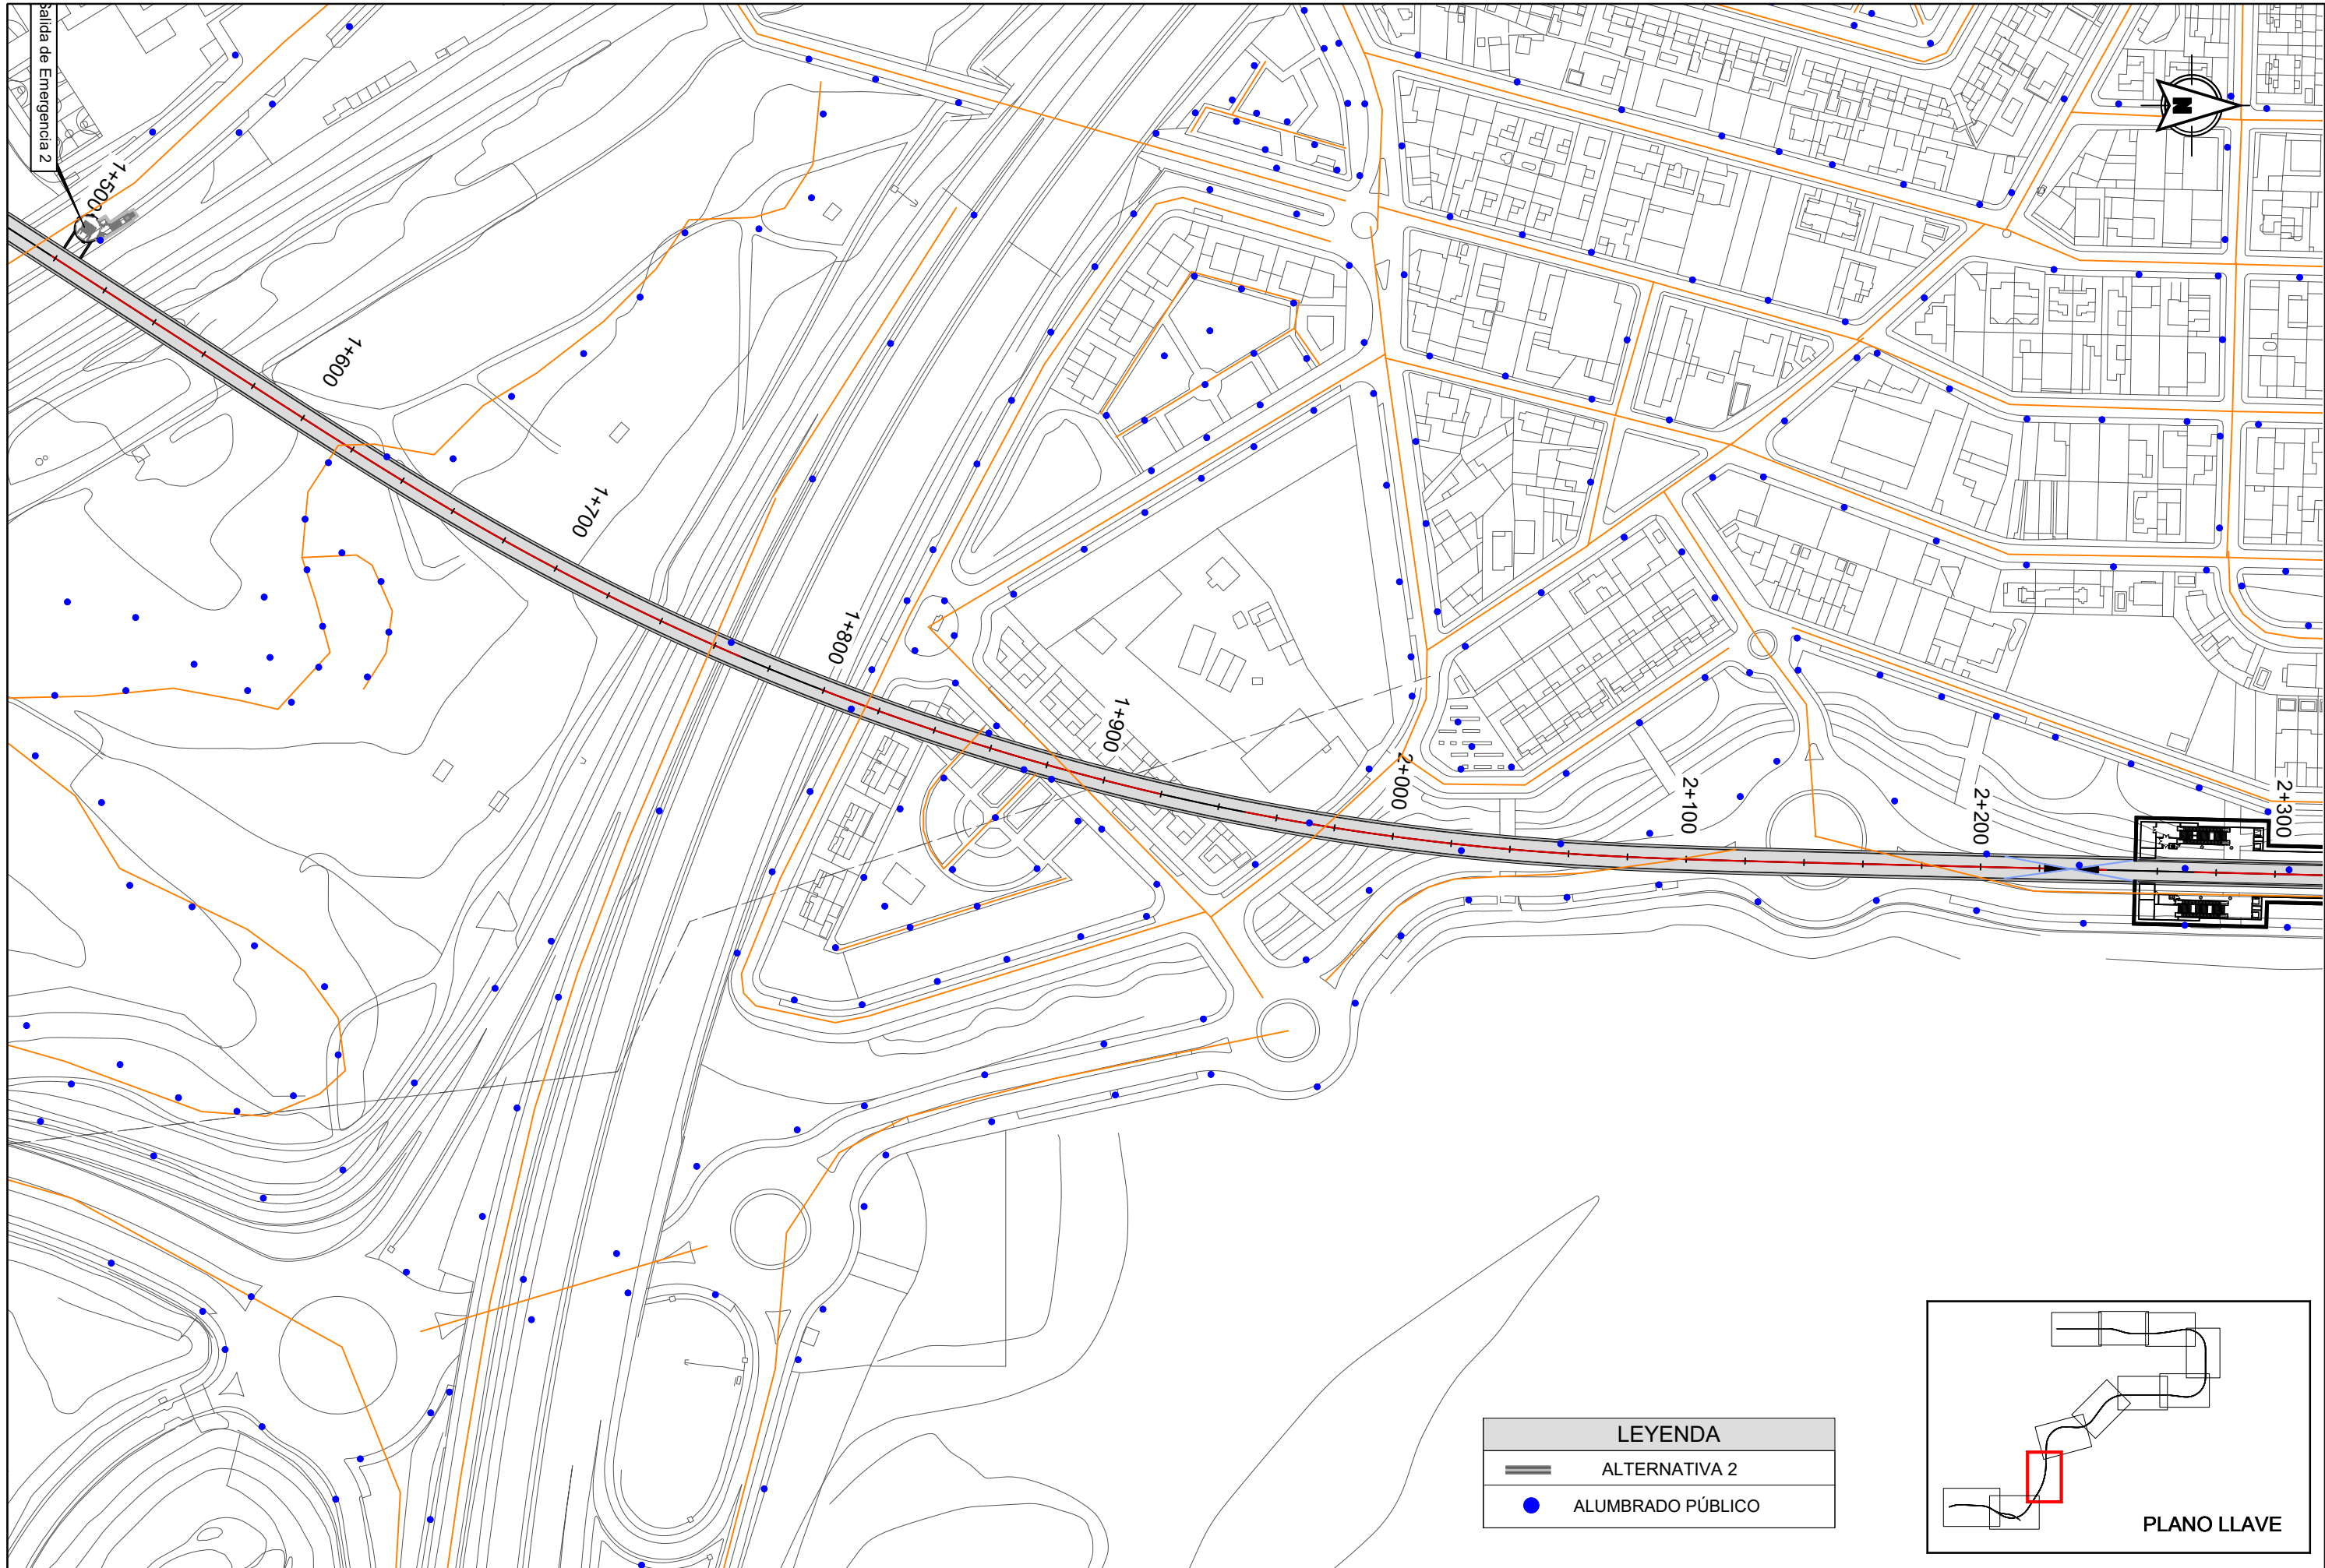 Salida de Emergencia 2
N
1+500
1+600
1+700
1+800
1+900
2+000
2+100
2+200
2+300
LEYENDA
ALTERNATIVA 2
ALUMBRADO PÚBLICO
PLANO LLAVE